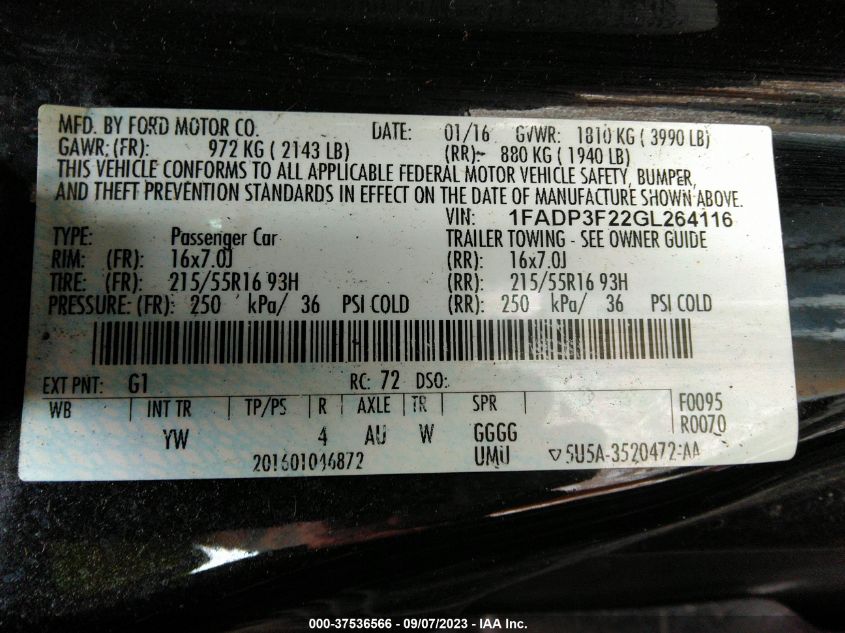 MFD. BY FORD MOTOR CO. DATE: 01/16 GVWR: 1810 KG ( 3990 LB)
GAWR: (FR): 972 KG ( 2143 LB) (RR):- 880 KG ( 1940 LB)
THIS VEHICLE CONFORMS TO ALL APPLICABLE FEDERAL MOTOR VEHICLE SAFETY, BUMPER,
AND THEFT PREVENTION STANDARDS IN EFFECT ON THE DATE OF MANUFACTURE SHOWN ABOVE.
VIN: 1FADP3F22GL264116
TYPE: Passenger Car TRAILER TOWING - SEE OWNER GUIDE
RIM: (FR): 16x7.0J (RR): 16x7.0J
TIRE: (FR): 215/55R16 93H (RR): 215/55R16 93H
PRESSURE: (FR): 250 kPa/ 36 PSI COLD (RR): 250 kPa/ 36 PSI COLD
EXT PNT: G1 RC: 72 DSO:
WB INT TR TP/PS R AXLE TR SPR F0095
YW 4 AU W GGGG R0070
201601046872 UMU ▽5U5A-3520472-AA
000-37536566 - 09/07/2023 - IAA Inc.